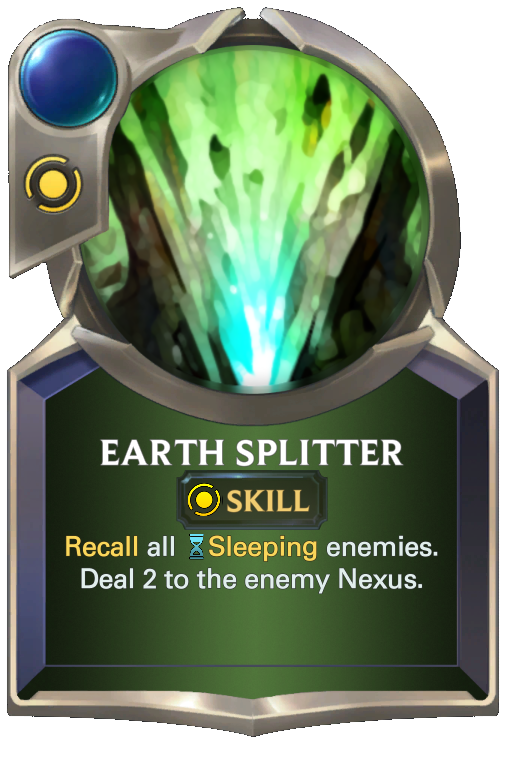 EARTH SPLITTER
SKILL
Recall all Sleeping enemies.
Deal 2 to the enemy Nexus.